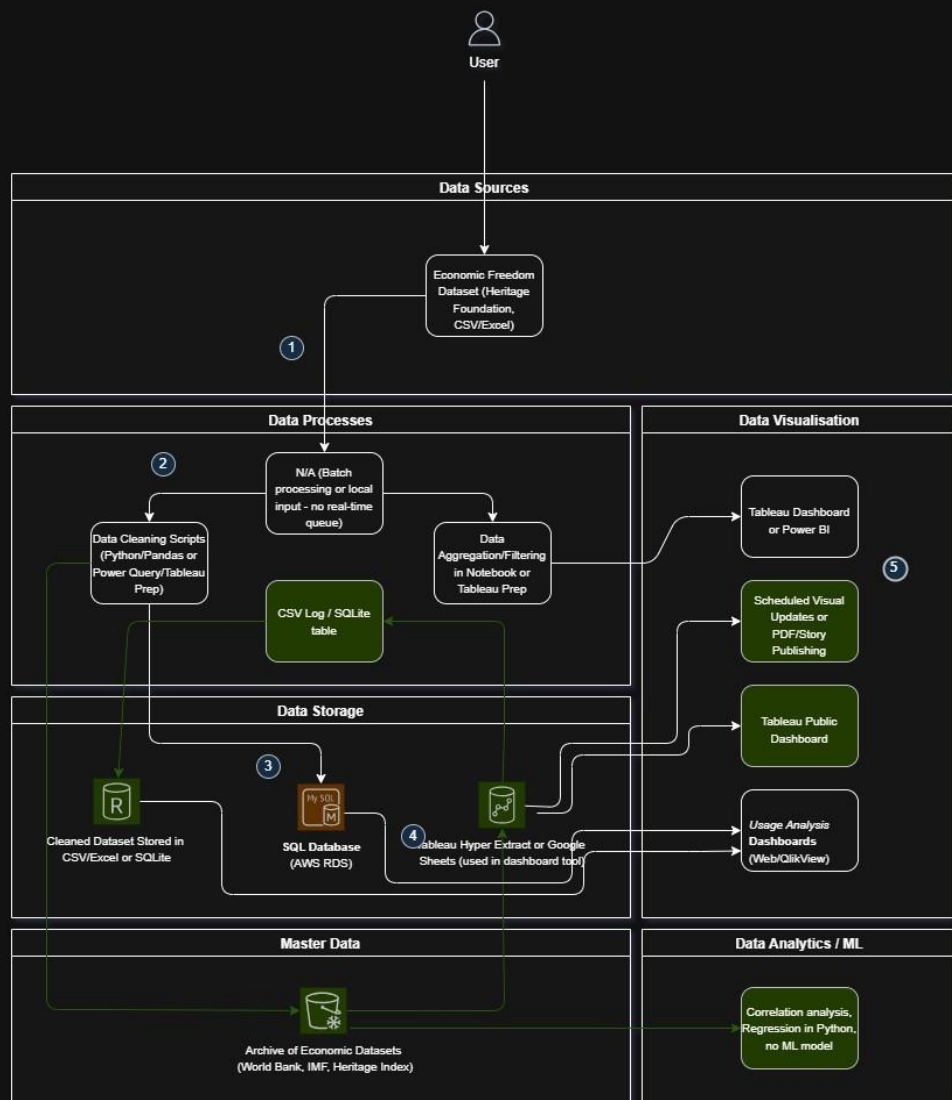 User
Data Sources
Economic Freedom
Dataset (Heritage
Foundation,
CSV/Excel)
1
Data Processes
Data Visualisation
2
N/A (Batch
processing or local
input - no real-time
queue)
Data Cleaning Scripts
(Python/Pandas or
Power Query/Tableau
Prep)
Data
Aggregation/Filtering
in Notebook or
Tableau Prep
Tableau Dashboard
or Power BI
5
CSV Log / SQLite
table
Scheduled Visual
Updates or
PDF/Story
Publishing
Data Storage
Tableau Public
Dashboard
3
R
Cleaned Dataset Stored in
CSV/Excel or SQLite
My SQL
M
SQL Database
(AWS RDS)
4
Tableau Hyper Extract or Google
Sheets (used in dashboard tool)
Usage Analysis
Dashboards
(Web/QlikView)
Master Data
Data Analytics / ML
Archive of Economic Datasets
(World Bank, IMF, Heritage Index)
Correlation analysis,
Regression in Python,
no ML model